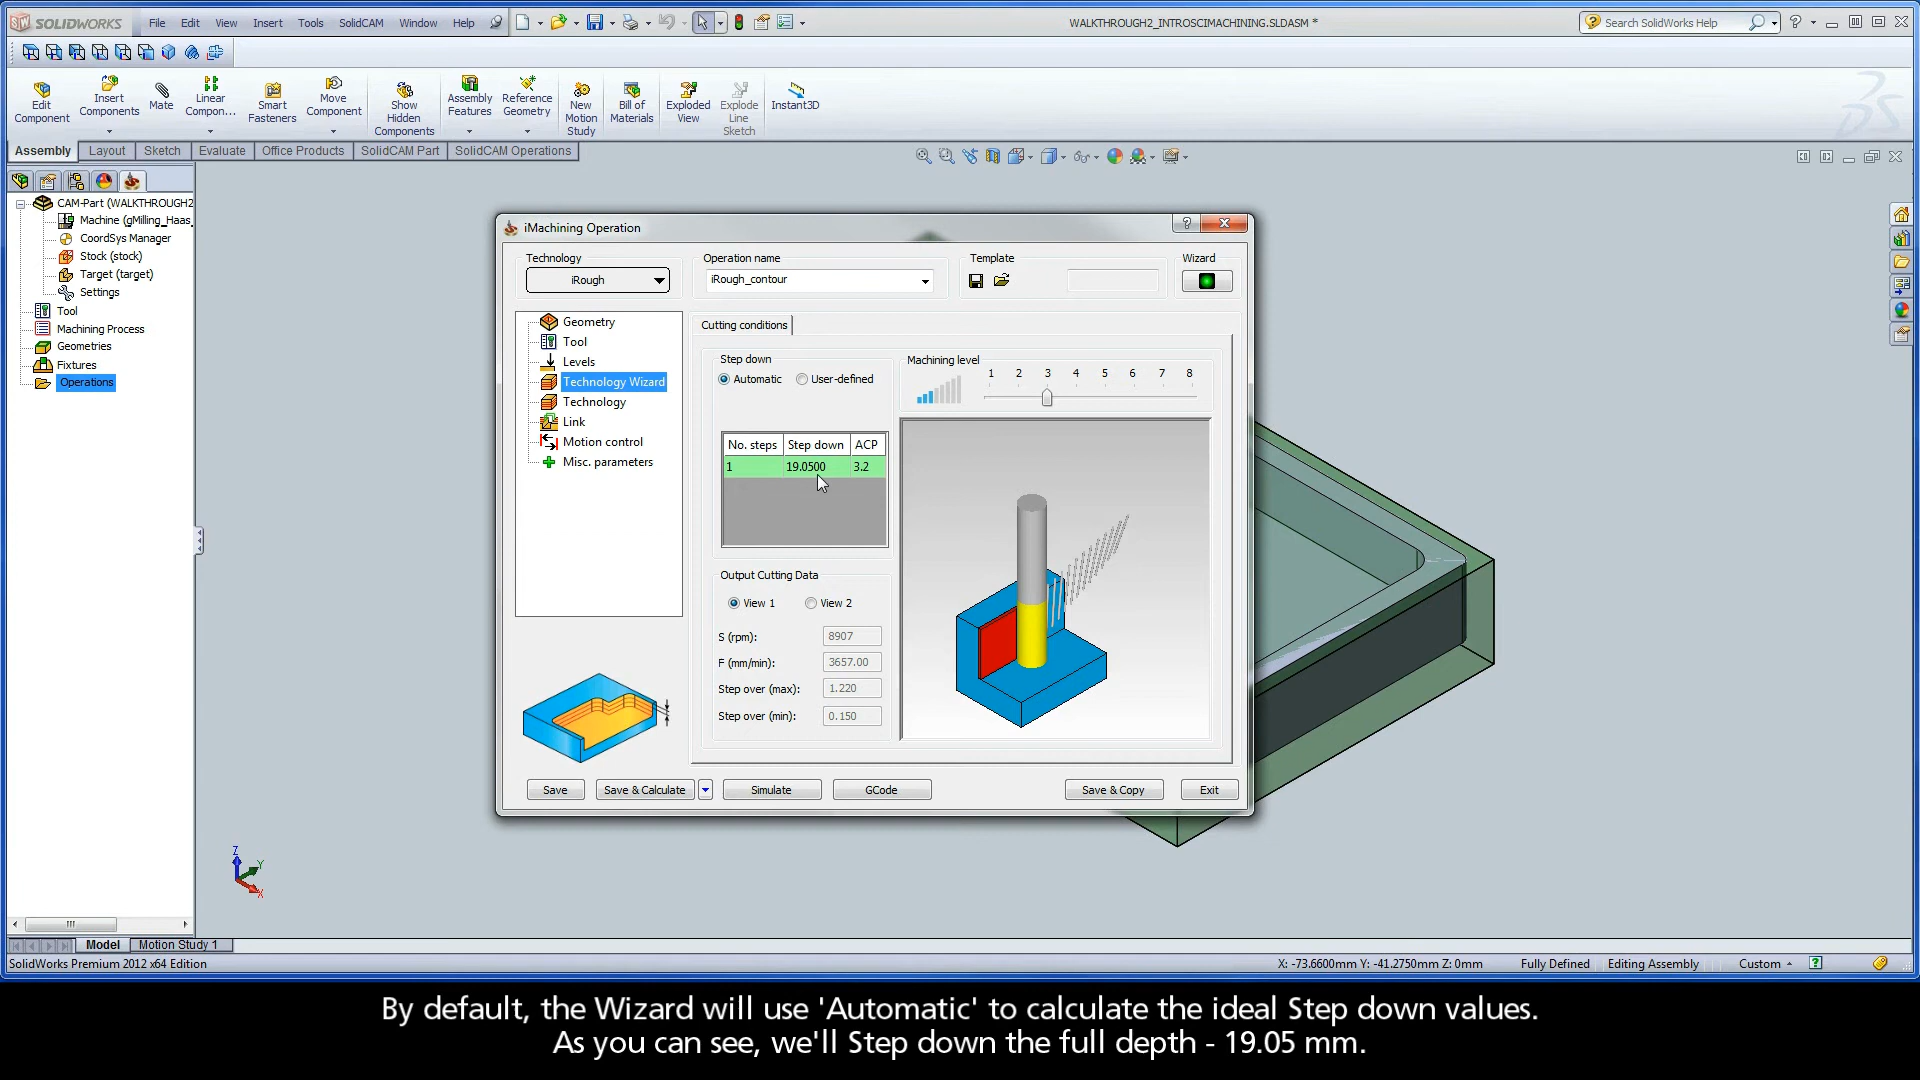 SOLIDWORKS File Edit View Insert Tools SolidCAM Window Help WALKTHROUGH2_INTROSCIMACHINING.SLDASM * Search SolidWorks Help
Edit Component
Insert Components
Mate
Linear Compon...
Smart Fasteners
Move Component
Show Hidden Components
Assembly Features
Reference Geometry
New Motion Study
Bill of Materials
Exploded View
Explode Line Sketch
Instant3D
Assembly Layout Sketch Evaluate Office Products SolidCAM Part SolidCAM Operations
CAM-Part (WALKTHROUGH2
Machine (gMilling_Haas_
CoordSys Manager
Stock (stock)
Target (target)
Settings
Tool
Machining Process
Geometries
Fixtures
Operations
iMachining Operation
Technology
iRough
Operation name
iRough_contour
Template
Wizard
Geometry
Tool
Levels
Technology Wizard
Technology
Link
Motion control
Misc. parameters
Cutting conditions
Step down
Automatic User-defined
Machining level
1 2 3 4 5 6 7 8
No. steps Step down ACP
1 19.0500 3.2
Output Cutting Data
View 1 View 2
S (rpm): 8907
F (mm/min): 3657.00
Step over (max): 1.220
Step over (min): 0.150
Save Save & Calculate Simulate GCode Save & Copy Exit
Z
Y
X
Model Motion Study 1
SolidWorks Premium 2012 x64 Edition X: -73.6600mm Y: -41.2750mm Z: 0mm Fully Defined Editing Assembly Custom
By default, the Wizard will use 'Automatic' to calculate the ideal Step down values.
As you can see, we'll Step down the full depth - 19.05 mm.